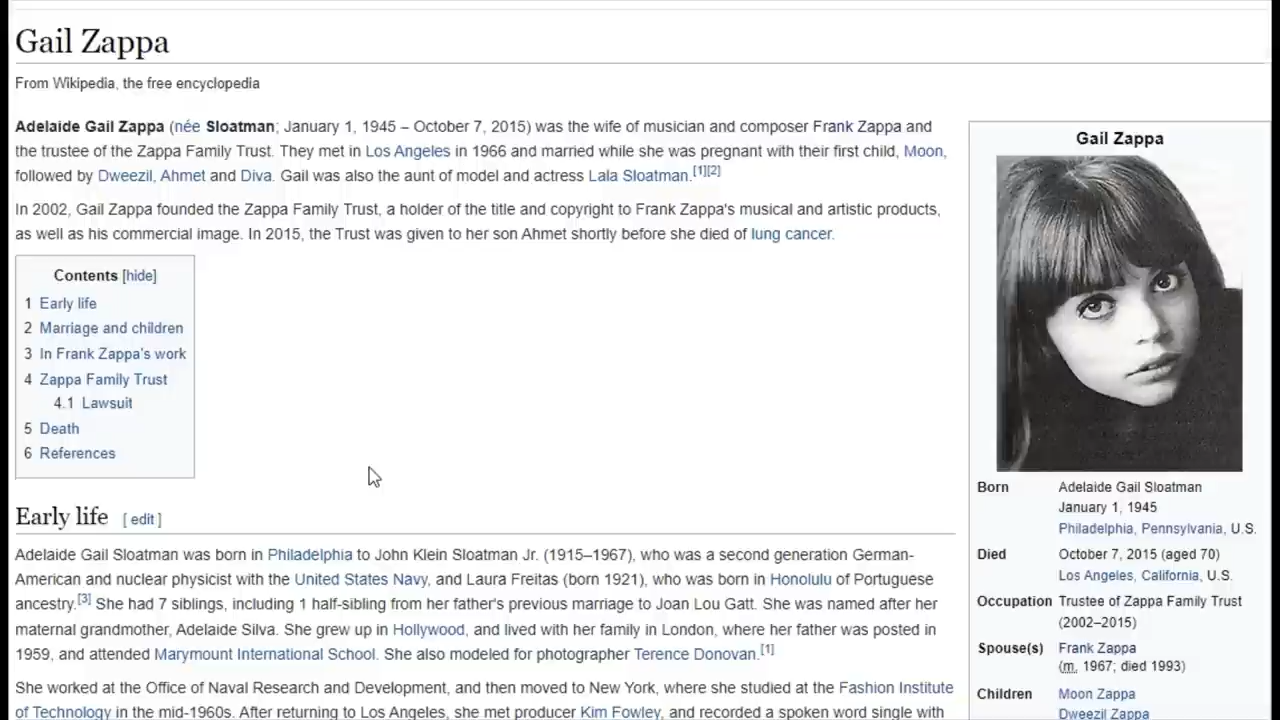 Gail Zappa
From Wikipedia, the free encyclopedia
Adelaide Gail Zappa (née Sloatman; January 1, 1945 – October 7, 2015) was the wife of musician and composer Frank Zappa and
the trustee of the Zappa Family Trust. They met in Los Angeles in 1966 and married while she was pregnant with their first child, Moon,
followed by Dweezil, Ahmet and Diva. Gail was also the aunt of model and actress Lala Sloatman.[1][2]
In 2002, Gail Zappa founded the Zappa Family Trust, a holder of the title and copyright to Frank Zappa's musical and artistic products,
as well as his commercial image. In 2015, the Trust was given to her son Ahmet shortly before she died of lung cancer.
Contents [hide]
1 Early life
2 Marriage and children
3 In Frank Zappa's work
4 Zappa Family Trust
4.1 Lawsuit
5 Death
6 References
Early life [ edit ]
Adelaide Gail Sloatman was born in Philadelphia to John Klein Sloatman Jr. (1915–1967), who was a second generation German-
American and nuclear physicist with the United States Navy, and Laura Freitas (born 1921), who was born in Honolulu of Portuguese
ancestry.[3] She had 7 siblings, including 1 half-sibling from her father's previous marriage to Joan Lou Gatt. She was named after her
maternal grandmother, Adelaide Silva. She grew up in Hollywood, and lived with her family in London, where her father was posted in
1959, and attended Marymount International School. She also modeled for photographer Terence Donovan.[1]
She worked at the Office of Naval Research and Development, and then moved to New York, where she studied at the Fashion Institute
of Technology in the mid-1960s. After returning to Los Angeles, she met producer Kim Fowley, and recorded a spoken word single with
Gail Zappa
Born Adelaide Gail Sloatman
January 1, 1945
Philadelphia, Pennsylvania, U.S.
Died October 7, 2015 (aged 70)
Los Angeles, California, U.S.
Occupation Trustee of Zappa Family Trust
(2002–2015)
Spouse(s) Frank Zappa
(m. 1967; died 1993)
Children Moon Zappa
Dweezil Zappa